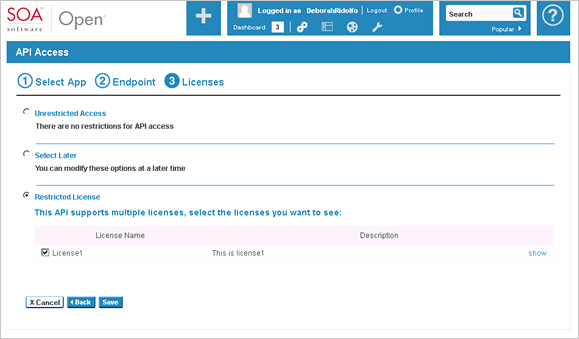 SOA
software
Open
Logged in as DeborahRidolfo Logout Profile
Dashboard 3
Search
Popular
?
API Access
1 Select App 2 Endpoint 3 Licenses
Unrestricted Access
There are no restrictions for API access
Select Later
You can modify these options at a later time
Restricted License
This API supports multiple licenses, select the licenses you want to see:
License Name Description
License1 This is license1 show
X Cancel Back Save